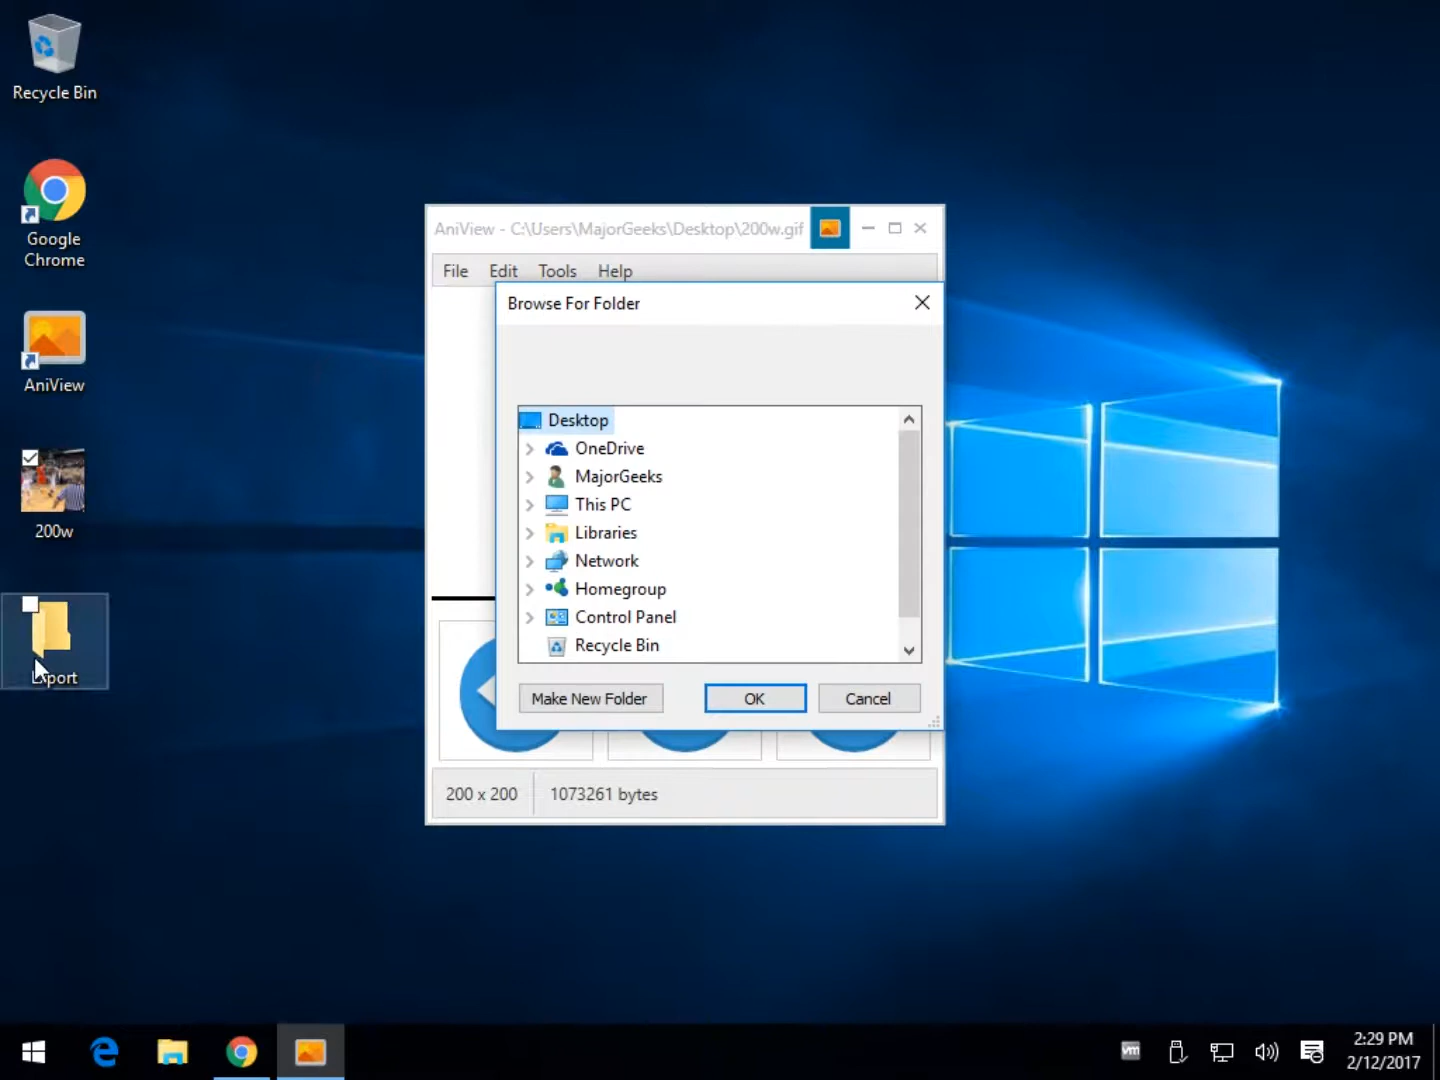 Recycle Bin
Google
Chrome
AniView
200w
Export
AniView - C:\Users\MajorGeeks\Desktop\200w.gif
File Edit Tools Help
Browse For Folder
Desktop
OneDrive
MajorGeeks
This PC
Libraries
Network
Homegroup
Control Panel
Recycle Bin
Make New Folder OK Cancel
200 x 200 1073261 bytes
vm
2:29 PM
2/12/2017